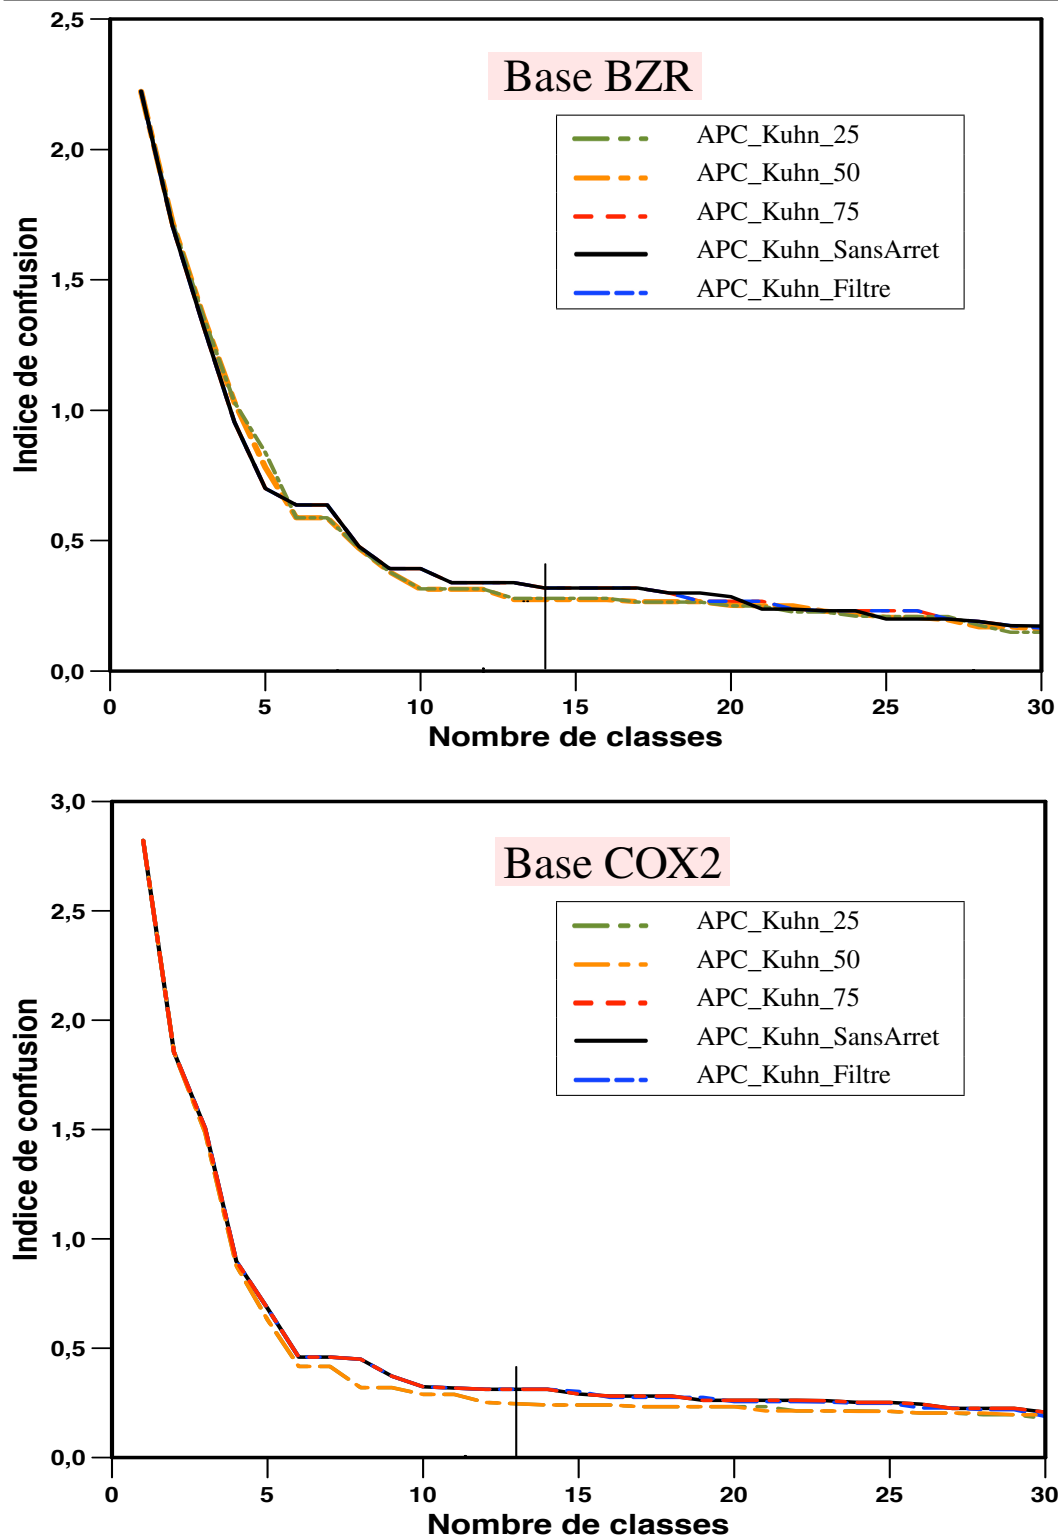 2,5
Base BZR
APC_Kuhn_25
2,0
APC_Kuhn_50
APC_Kuhn_75
APC_Kuhn_SansArret
1,5
APC_Kuhn_Filtre
Indice de confusion
1,0
0,5
0,0
0 5 10 15 20 25 30
Nombre de classes
3,0
Base COX2
2,5
APC_Kuhn_25
APC_Kuhn_50
APC_Kuhn_75
2,0
APC_Kuhn_SansArret
APC_Kuhn_Filtre
Indice de confusion
1,5
1,0
0,5
0,0
0 5 10 15 20 25 30
Nombre de classes